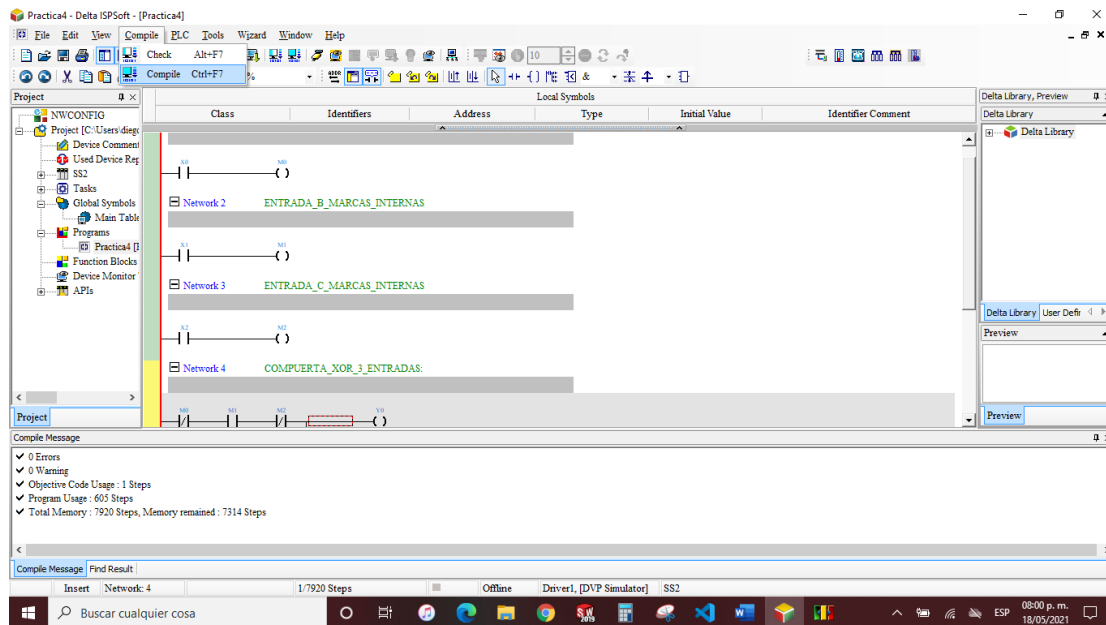 Practica4 - Delta ISPSoft - [Practica4]
File Edit View Compile PLC Tools Wizard Window Help
Check Alt+F7
Compile Ctrl+F7
10
%
&
Project
NWCONFIG
Project [C:\Users\diego
Device Comment
Used Device Rep
SS2
Tasks
Global Symbols
Main Table
Programs
Practica4 [P
Function Blocks
Device Monitor
APIs
Project
Local Symbols
Class Identifiers Address Type Initial Value Identifier Comment
X0 M0
Network 2 ENTRADA_B_MARCAS_INTERNAS
X1 M1
Network 3 ENTRADA_C_MARCAS_INTERNAS
X2 M2
Network 4 COMPUERTA_XOR_3_ENTRADAS:
M0 M1 M2 Y0
Delta Library, Preview
Delta Library
Delta Library
Delta Library User Defin
Preview
Preview
Compile Message
0 Errors
0 Warning
Objective Code Usage : 1 Steps
Program Usage : 605 Steps
Total Memory : 7920 Steps, Memory remained : 7314 Steps
Compile Message Find Result
Insert Network: 4 1/7920 Steps Offline Driver1, [DVP Simulator] SS2
Buscar cualquier cosa
SW
2019
ESP
08:00 p. m.
18/05/2021